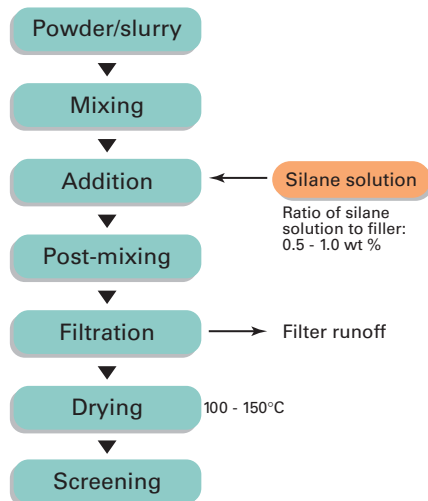 Powder/slurry
Mixing
Addition
Silane solution
Ratio of silane
solution to filler:
0.5 - 1.0 wt %
Post-mixing
Filtration
Filter runoff
Drying
100 - 150°C
Screening